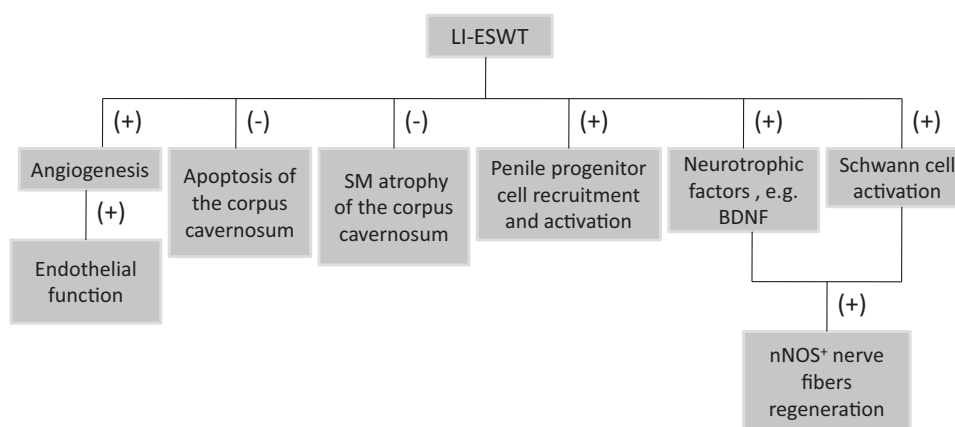 LI-ESWT
(+)
(-)
(-)
(+)
(+)
(+)
Angiogenesis
Apoptosis of
the corpus
cavernosum
SM atrophy
of the corpus
cavernosum
Penile progenitor
cell recruitment
and activation
Neurotrophic
factors , e.g.
BDNF
Schwann cell
activation
(+)
Endothelial
function
(+)
nNOS⁺ nerve
fibers
regeneration